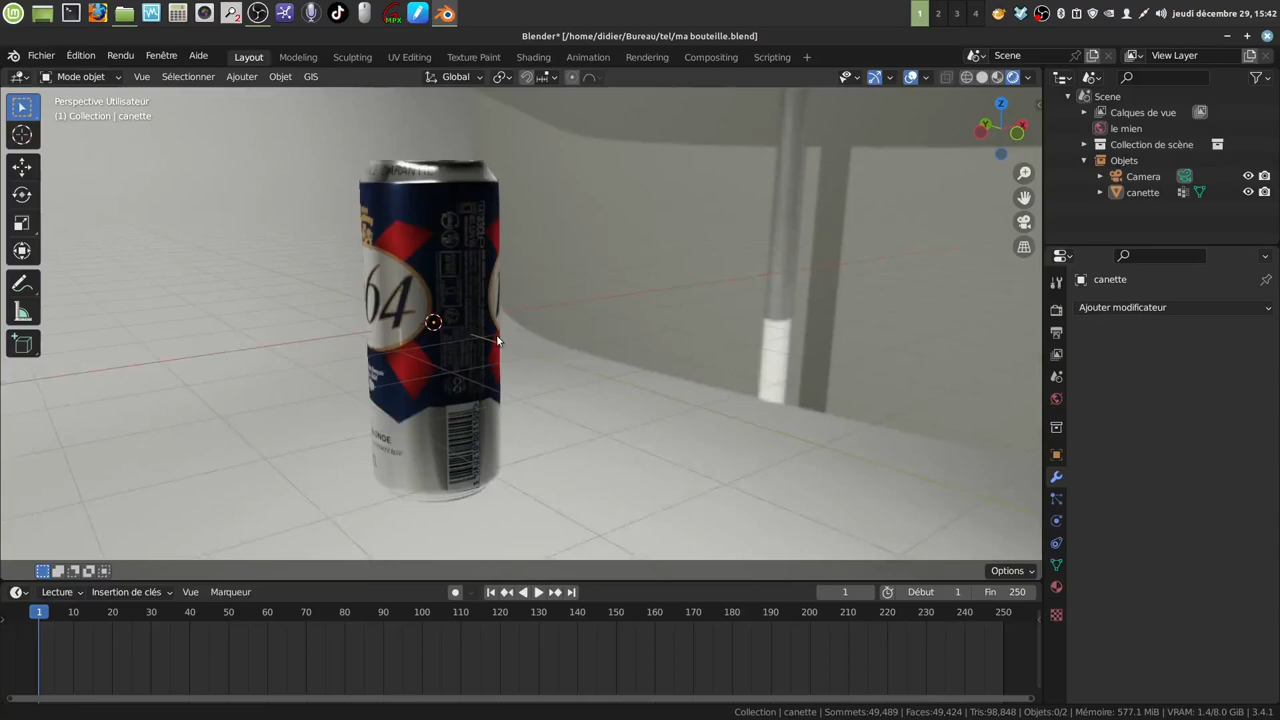 jeudi décembre 29, 15:42
1 2 3 4
Blender* [/home/didier/Bureau/tel/ma bouteille.blend]
Fichier Édition Rendu Fenêtre Aide Layout Modeling Sculpting UV Editing Texture Paint Shading Animation Rendering Compositing Scripting + Scene View Layer
Mode objet Vue Sélectionner Ajouter Objet GIS Global
Perspective Utilisateur
(1) Collection | canette
Z
X
Y
Scene
Calques de vue
le mien
Collection de scène
Objets
Camera
canette
canette
Ajouter modificateur
64
Options
Lecture Insertion de clés Vue Marqueur 1 Début 1 Fin 250
1 10 20 30 40 50 60 70 80 90 100 110 120 130 140 150 160 170 180 190 200 210 220 230 240 250
Collection | canette | Sommets:49,489 | Faces:49,424 | Tris:98,848 | Objets:0/2 | Mémoire: 577.1 MiB | VRAM: 1.4/8.0 GiB | 3.4.1